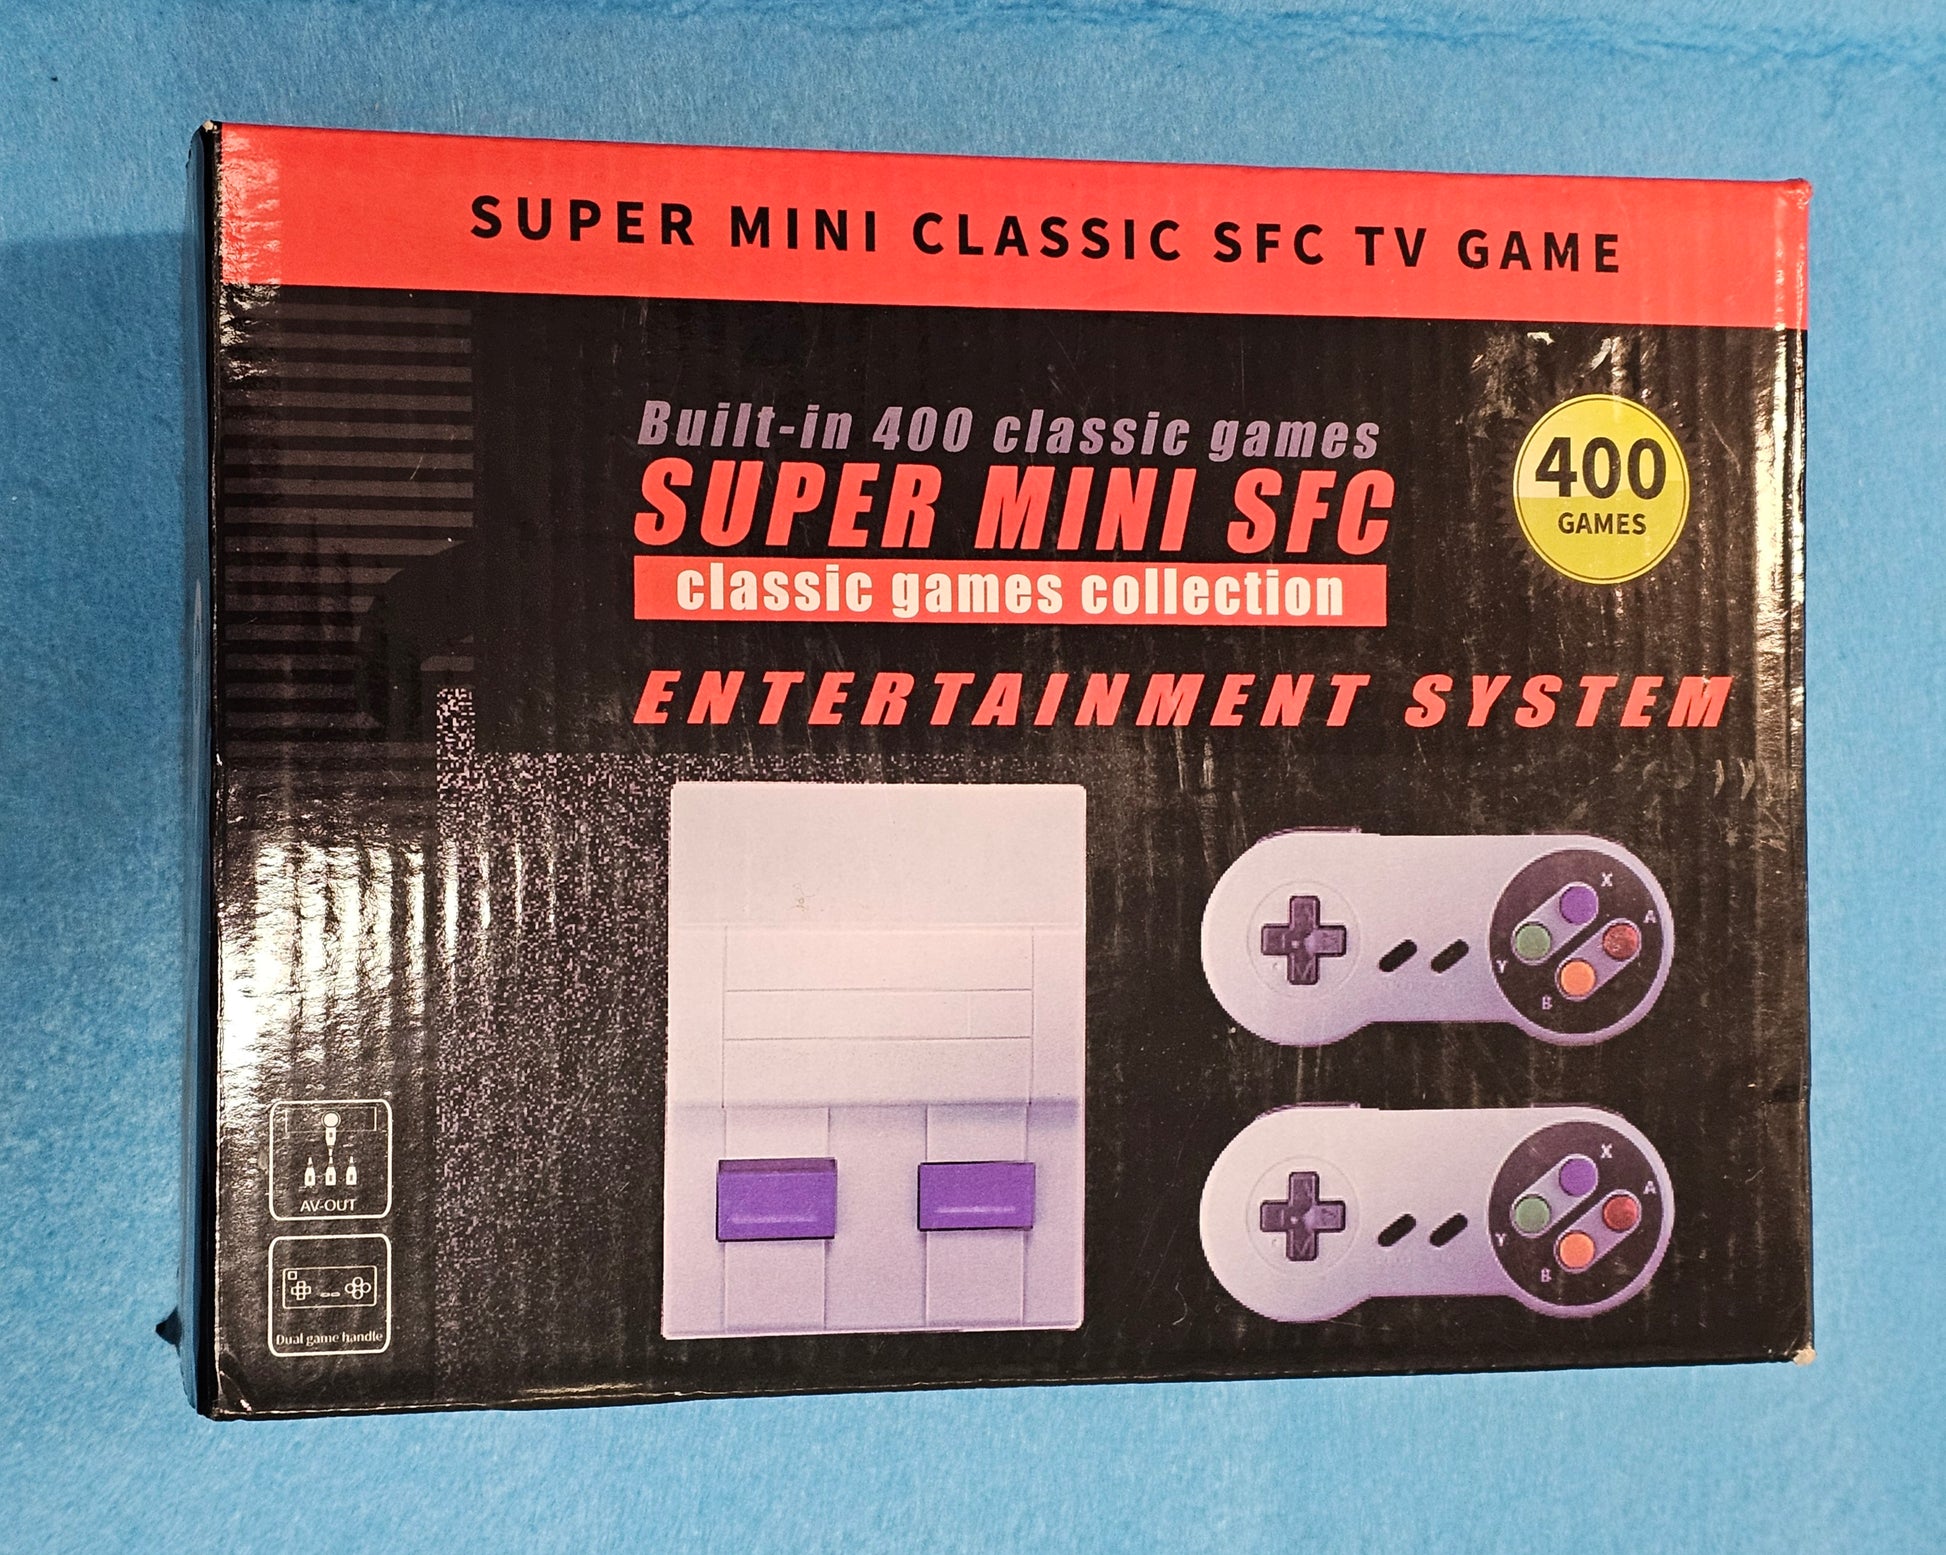 SUPER MINI CLASSIC SFC TV GAME
Built-in 400 classic games
SUPER MINI SFC
classic games collection
400
GAMES
ENTERTAINMENT SYSTEM
X
A
Y
B
X
A
Y
B
AV-OUT
Dual game handle